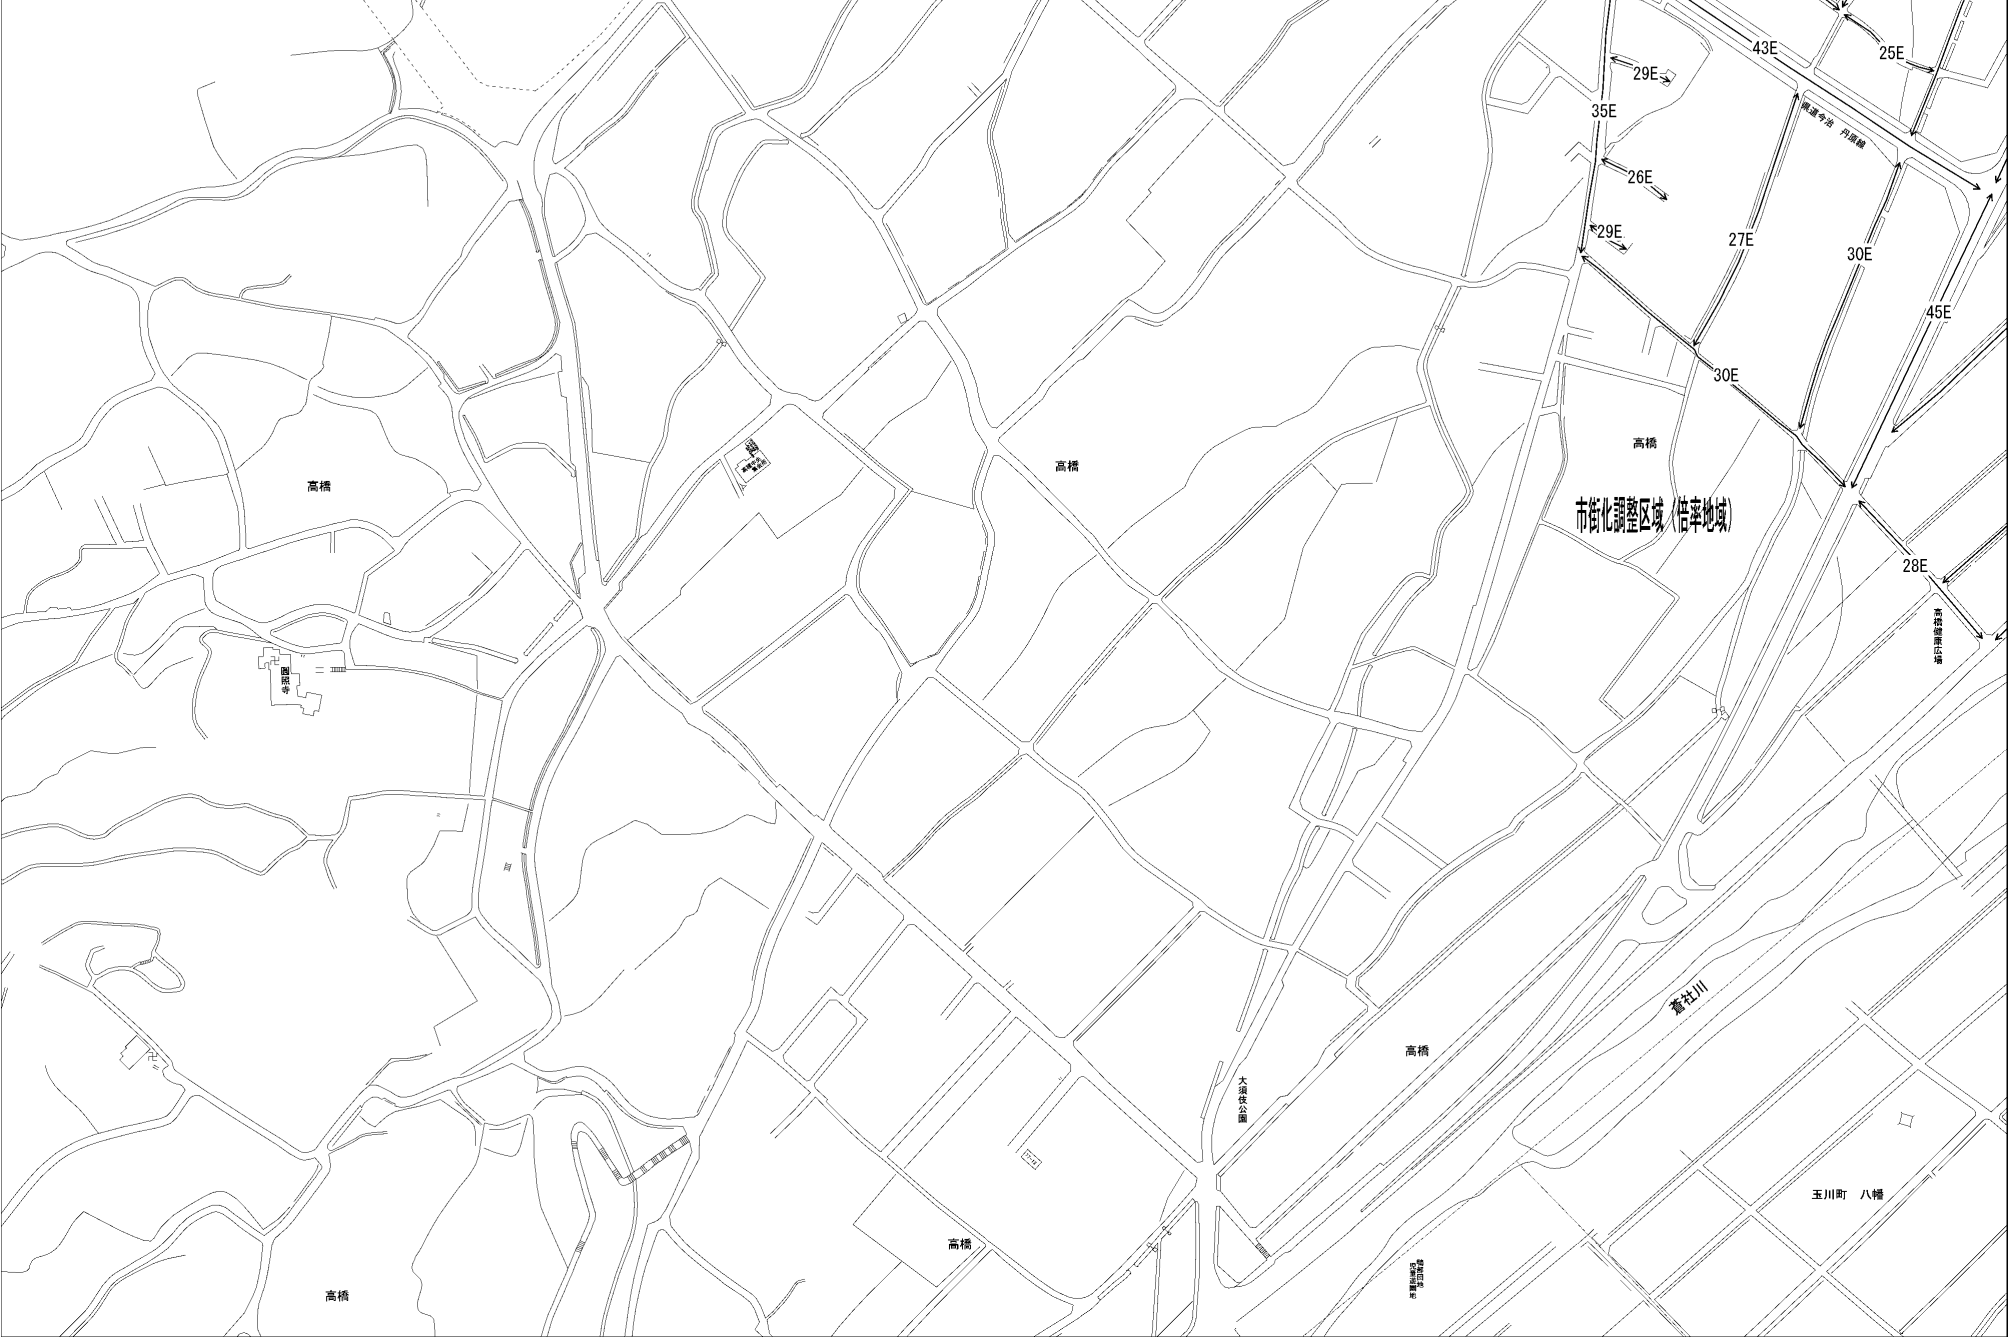 43E
25E
29E
35E
県道今治 丹原線
26E
29E
27E
30E
45E
30E
高橋
高橋
高橋
市街化調整区域（倍率地域）
28E
高橋健康広場
圓照寺
蒼社川
高橋
大須伎公園
玉川町 八幡
高橋
高橋